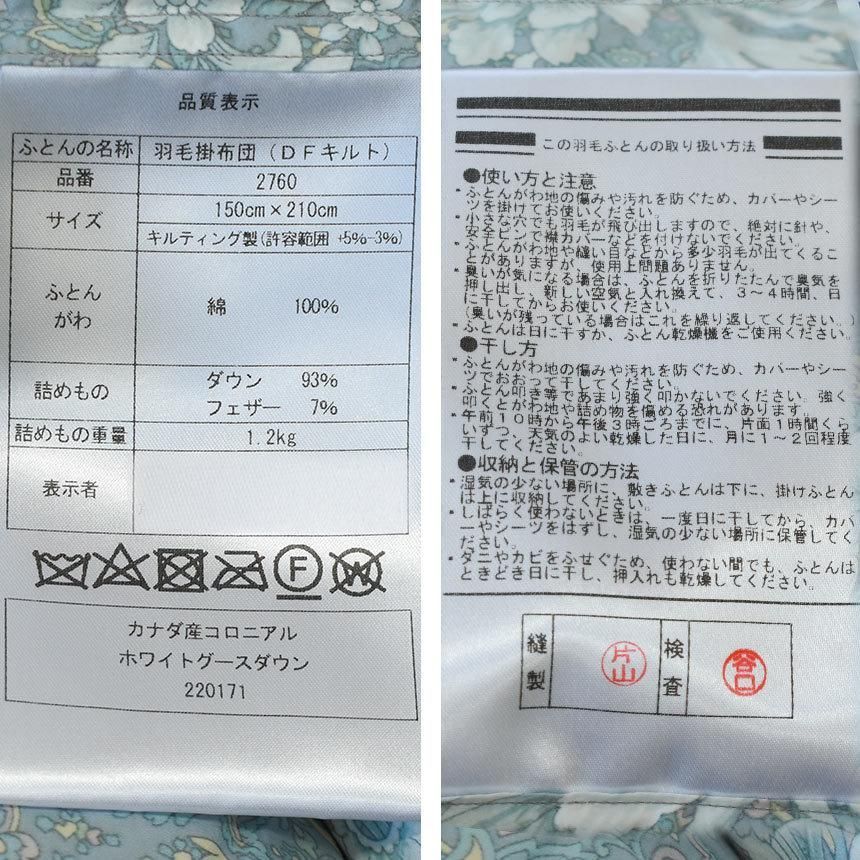 品質表示
ふとんの名称 羽毛掛布団（ＤＦキルト）
品番 2760
サイズ 150cm×210cm
キルティング製(許容範囲 +5%-3%)
ふとん
がわ 綿 100%
詰めもの ダウン 93%
フェザー 7%
詰めもの重量 1.2kg
表示者
F
W
カナダ産コロニアル
ホワイトグースダウン
220171
この羽毛ふとんの取り扱い方法
●使い方と注意
・ふとんがわ地の傷みや汚れを防ぐため、カバーやシー
ツを掛けてお使いください。
・小さな穴でも羽毛が飛び出しますので、絶対に針や、
安全ピンで襟カバーなどを付けないでください。
・ふとんがわ地や縫い目などから多少羽毛が出てくるこ
とがありますが、使用上問題ありません。
・臭いが気になる場合は、ふとんを折りたたんで臭気を
押し出し、新しい空気と入れ換えて、３～４時間、日
に干してからお使いください。
(臭いが残っている場合はこれを繰り返してください。)
・ふとんは日に干すか、ふとん乾燥機をご使用ください。
●干し方
・ふとんがわ地の傷みや汚れを防ぐため、カバーやシー
ツでおおって干してください。
・ふとん叩き等であまり強く叩かないでください。強く
叩くとがわ地や詰め物を傷める恐れがあります。
・午前１０時から午後３時ごろまでに、片面１時間くら
いずつ、天気のよい乾燥した日に、月に１～２回程度
干してください。
●収納と保管の方法
・湿気の少ない場所に、敷きふとんは下に、掛けふとん
は上に収納してください。
・しばらく使わないときは、一度日に干してから、カバ
ーやシーツをはずし、湿気の少ない場所に保管してく
ださい。
・ダニやカビをふせぐため、使わない間でも、ふとんは
ときどき日に干し、押入れも乾燥してください。
縫製 片山 検査 谷口